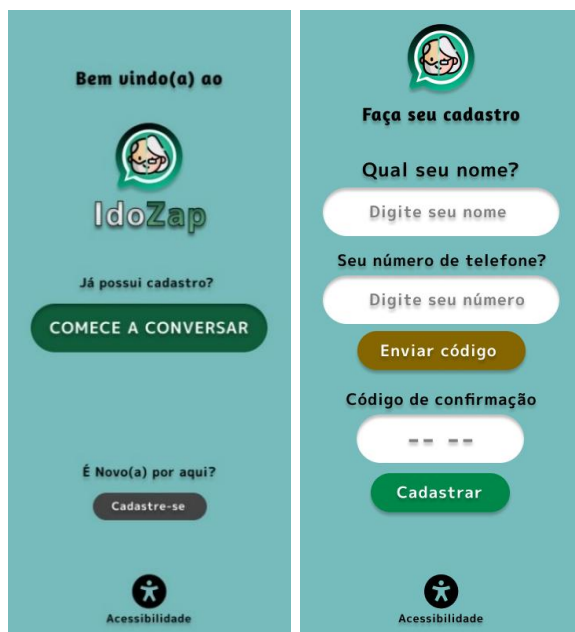 Bem vindo(a) ao
IdoZap
Já possui cadastro?
COMECE A CONVERSAR
É Novo(a) por aqui?
Cadastre-se
Acessibilidade
Faça seu cadastro
Qual seu nome?
Digite seu nome
Seu número de telefone?
Digite seu número
Enviar código
Código de confirmação
-- --
Cadastrar
Acessibilidade